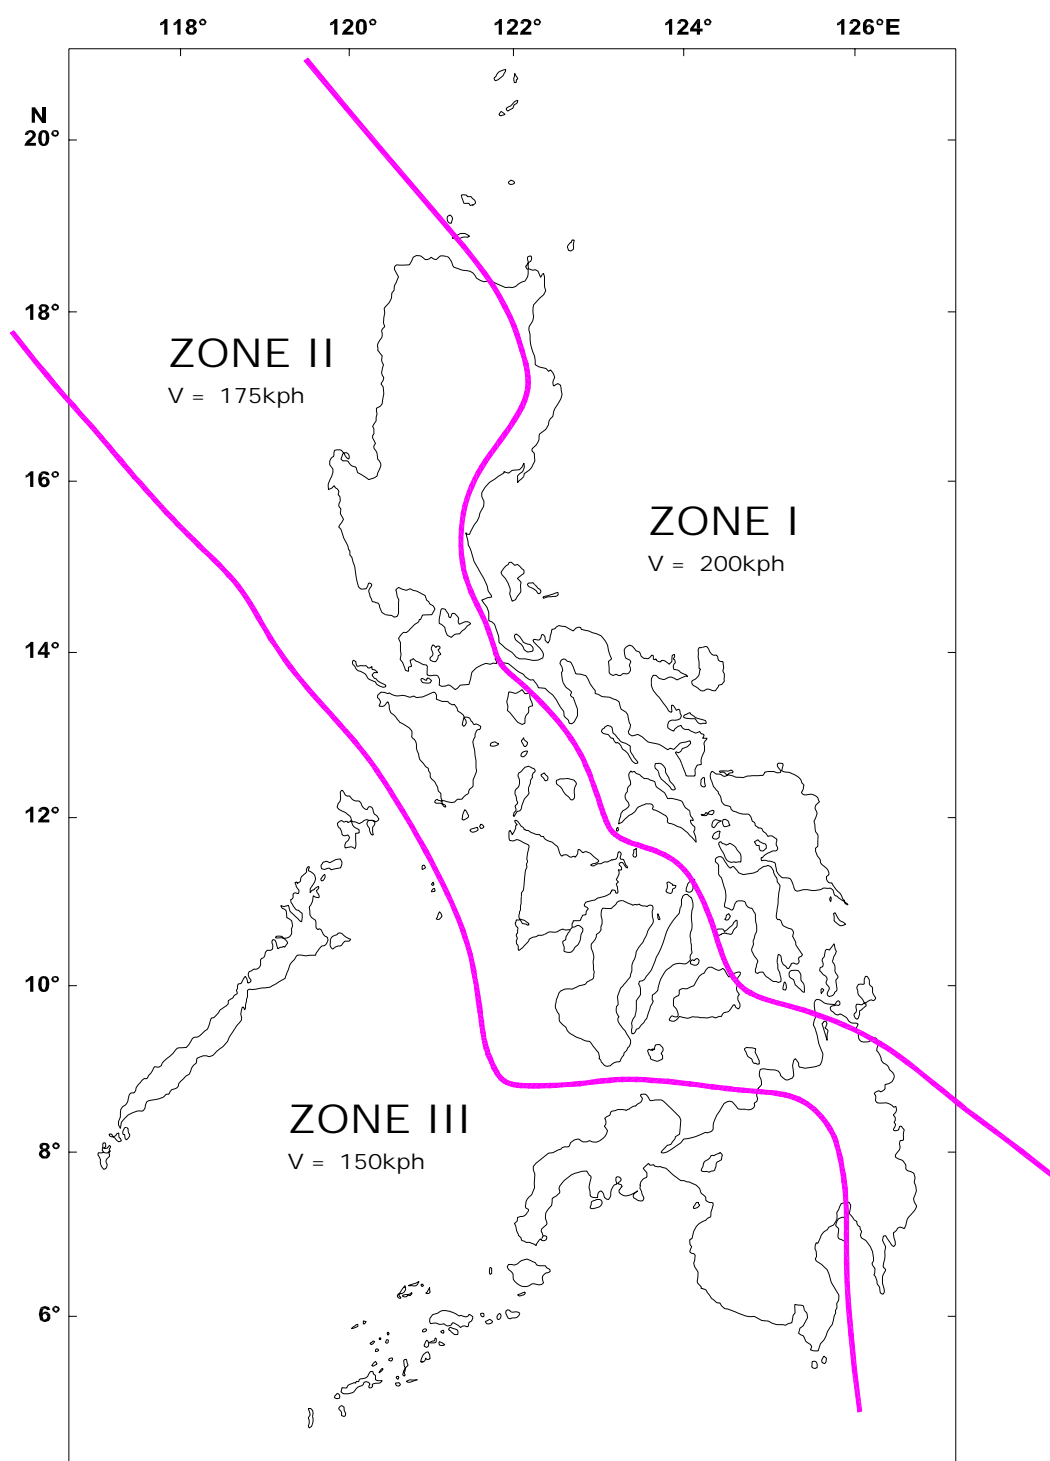 118° 120° 122° 124° 126°E
N
20°
18°
ZONE II
V = 175kph
16°
ZONE I
V = 200kph
14°
12°
10°
ZONE III
V = 150kph
8°
6°